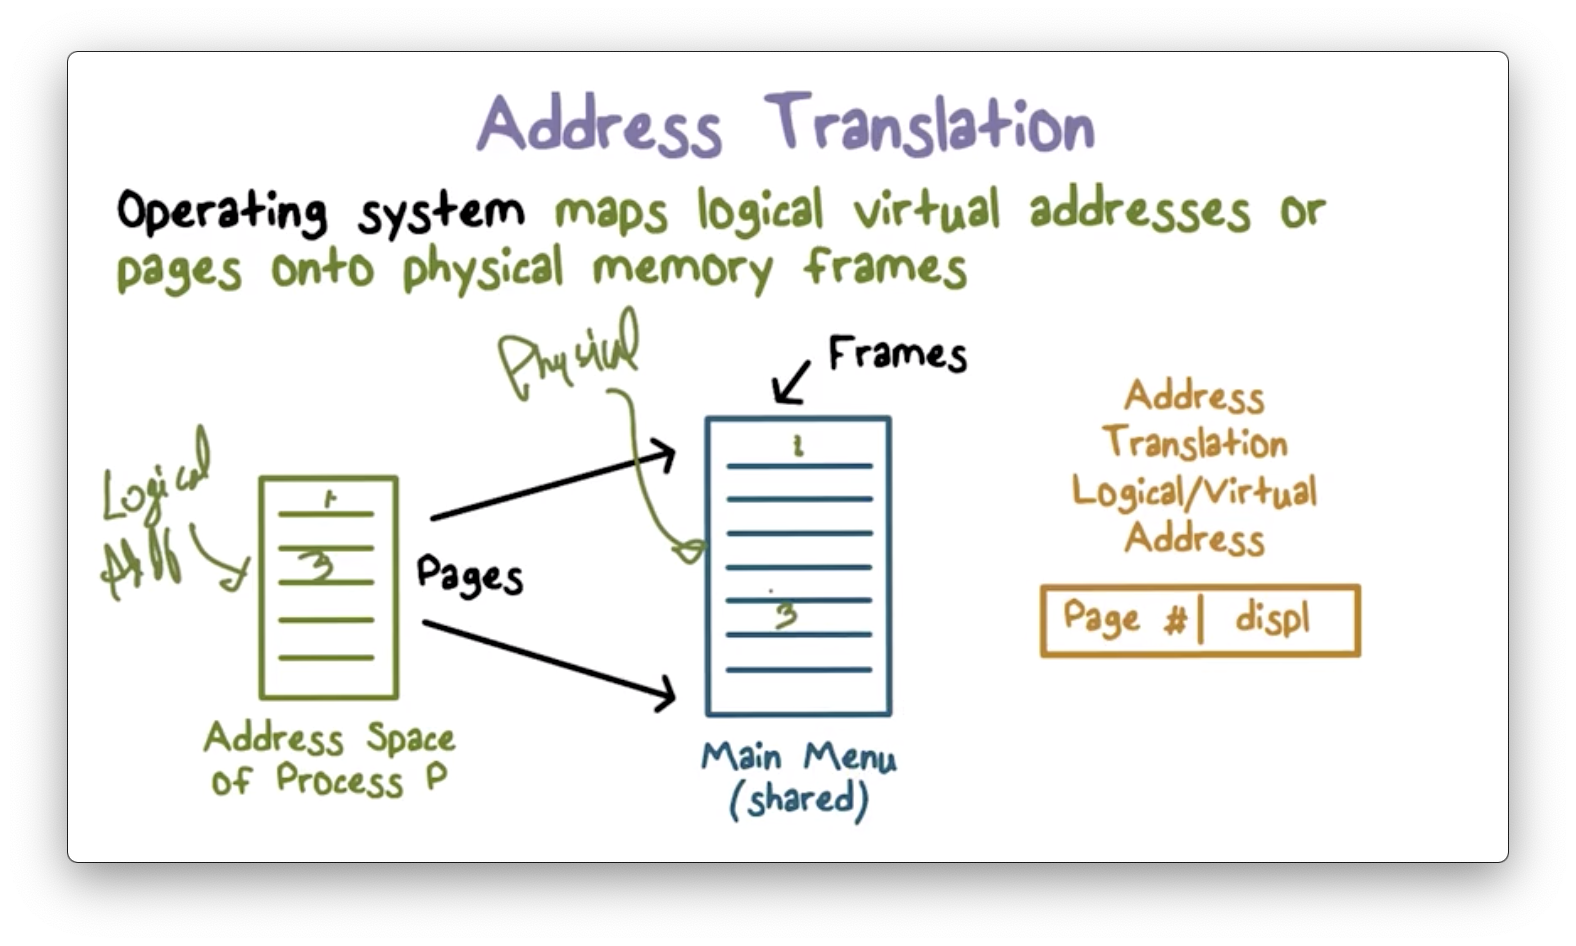 Address Translation
Operating system maps logical virtual addresses or
pages onto physical memory frames
Physical
Frames
Logical
1
3
Pages
Address Space
of Process P
1
3
Main Menu
(shared)
Address
Translation
Logical/Virtual
Address
Page # | displ